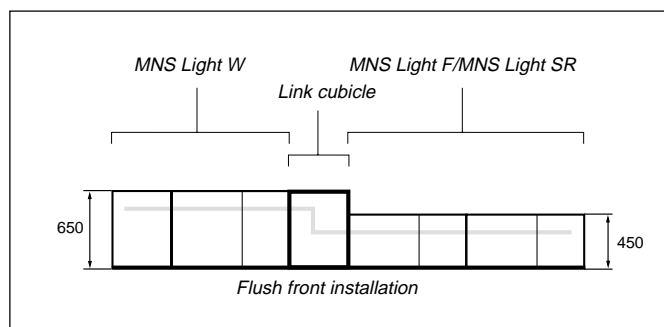 MNS Light W
MNS Light F/MNS Light SR
Link cubicle
650
450
Flush front installation